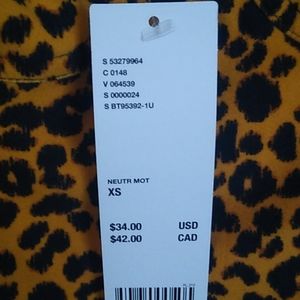 S 53279964
C 0148
V 064539
S 0000024
S BT95392-1U
NEUTR MOT
XS
$34.00 USD
$42.00 CAD